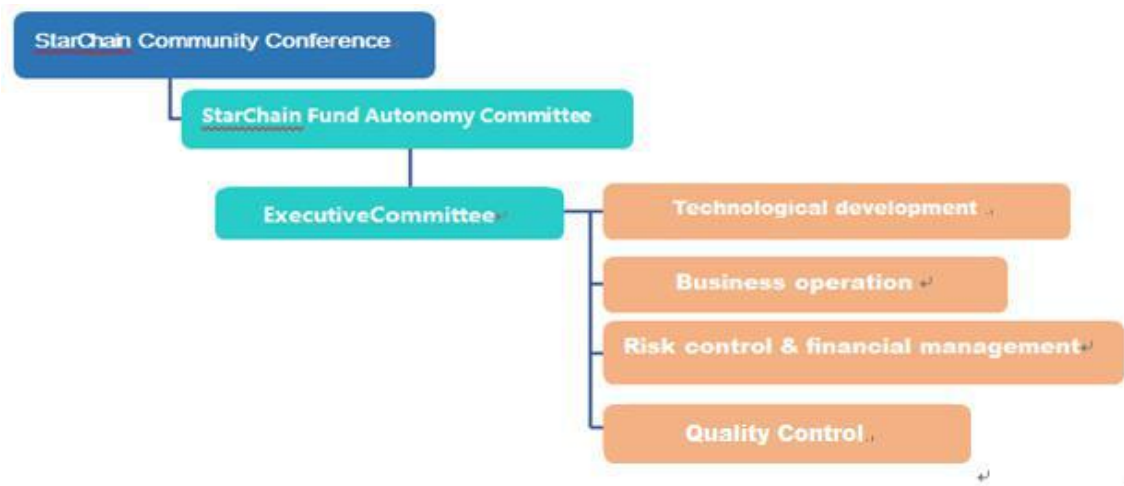 StarChain Community Conference
StarChain Fund Autonomy Committee
ExecutiveCommittee
Technological development
Business operation
Risk control & financial management
Quality Control